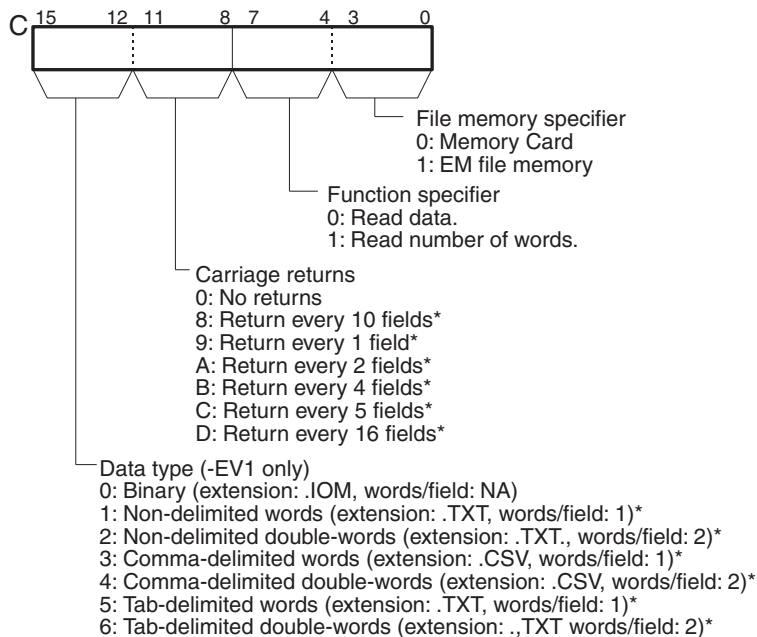 C 15 12 11 8 7 4 3 0
File memory specifier
0: Memory Card
1: EM file memory
Function specifier
0: Read data.
1: Read number of words.
Carriage returns
0: No returns
8: Return every 10 fields*
9: Return every 1 field*
A: Return every 2 fields*
B: Return every 4 fields*
C: Return every 5 fields*
D: Return every 16 fields*
Data type (-EV1 only)
0: Binary (extension: .IOM, words/field: NA)
1: Non-delimited words (extension: .TXT, words/field: 1)*
2: Non-delimited double-words (extension: .TXT., words/field: 2)*
3: Comma-delimited words (extension: .CSV, words/field: 1)*
4: Comma-delimited double-words (extension: .CSV, words/field: 2)*
5: Tab-delimited words (extension: .TXT, words/field: 1)*
6: Tab-delimited double-words (extension: .,TXT words/field: 2)*